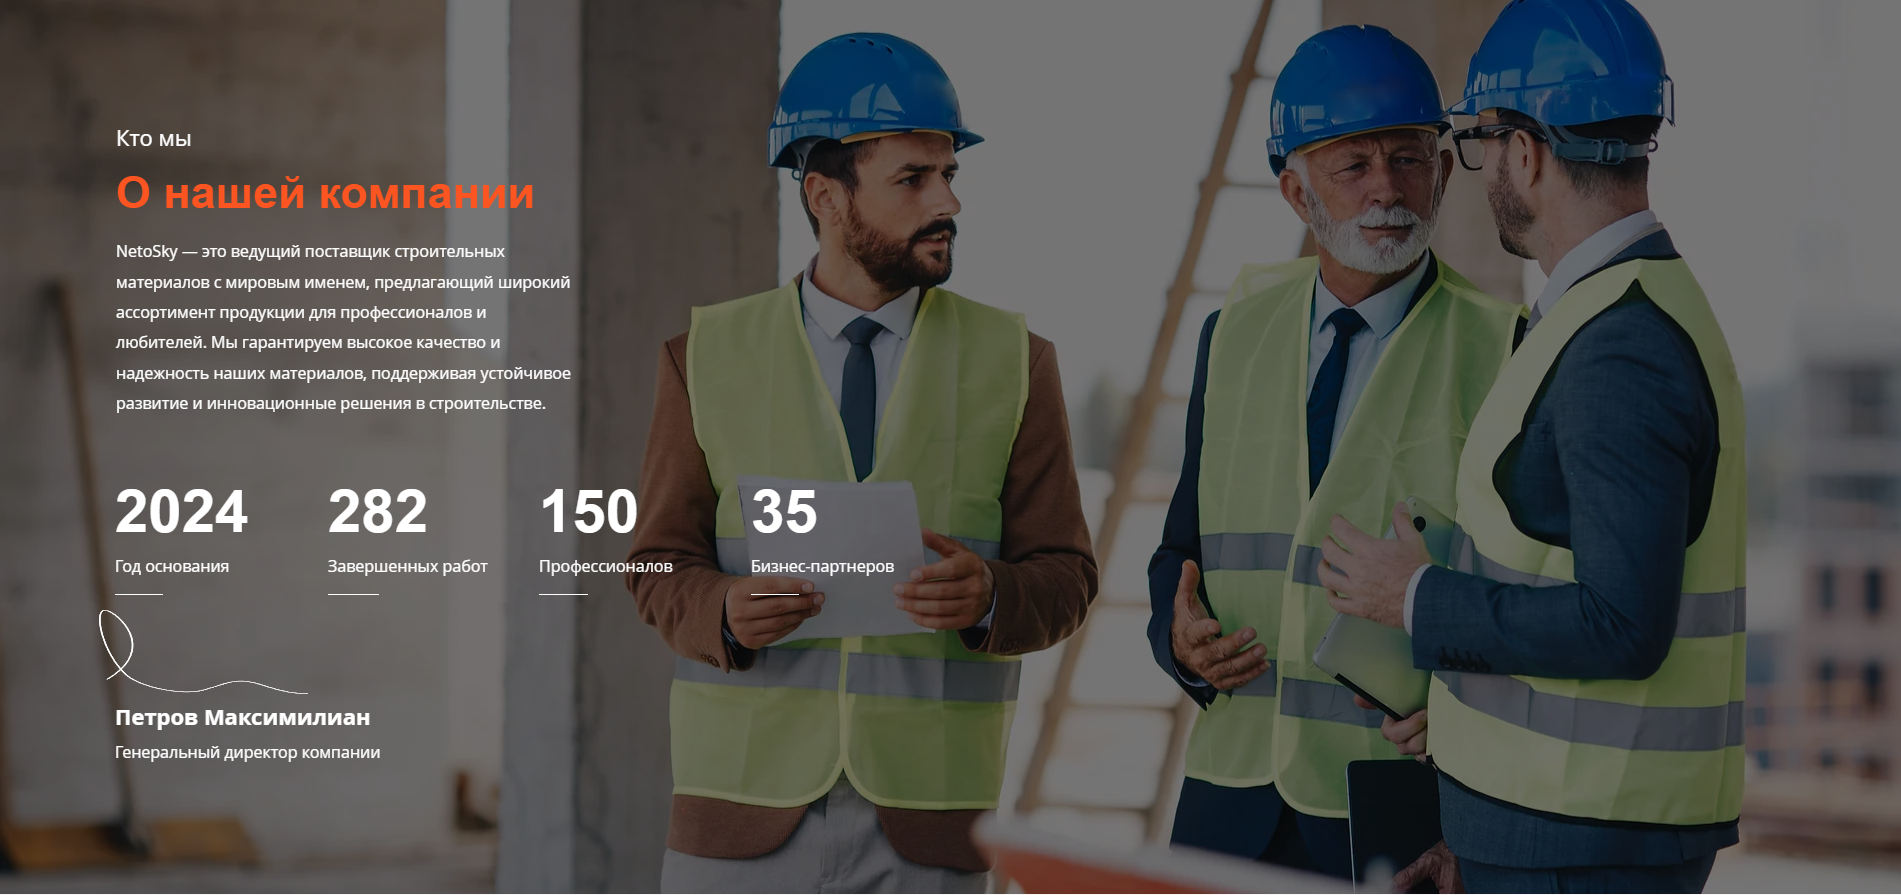 Кто мы
О нашей компании
NetoSky — это ведущий поставщик строительных
материалов с мировым именем, предлагающий широкий
ассортимент продукции для профессионалов и
любителей. Мы гарантируем высокое качество и
надежность наших материалов, поддерживая устойчивое
развитие и инновационные решения в строительстве.
2024 282 150 35
Год основания Завершенных работ Профессионалов Бизнес-партнеров
Петров Максимилиан
Генеральный директор компании